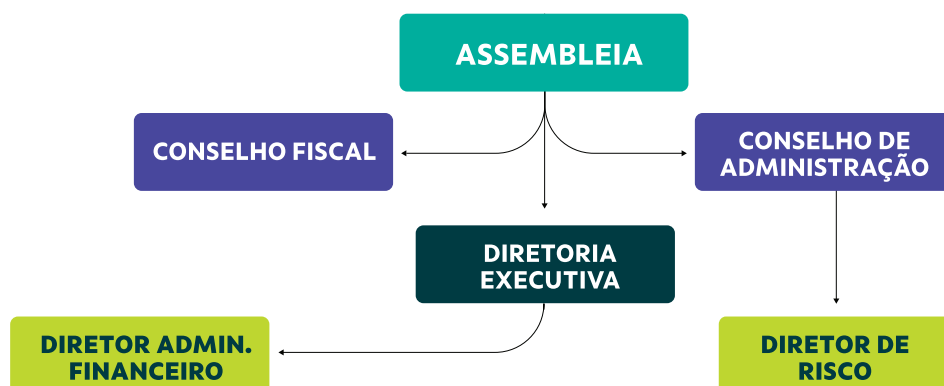 ASSEMBLEIA
CONSELHO FISCAL
CONSELHO DE
ADMINISTRAÇÃO
DIRETORIA
EXECUTIVA
DIRETOR ADMIN.
FINANCEIRO
DIRETOR DE
RISCO